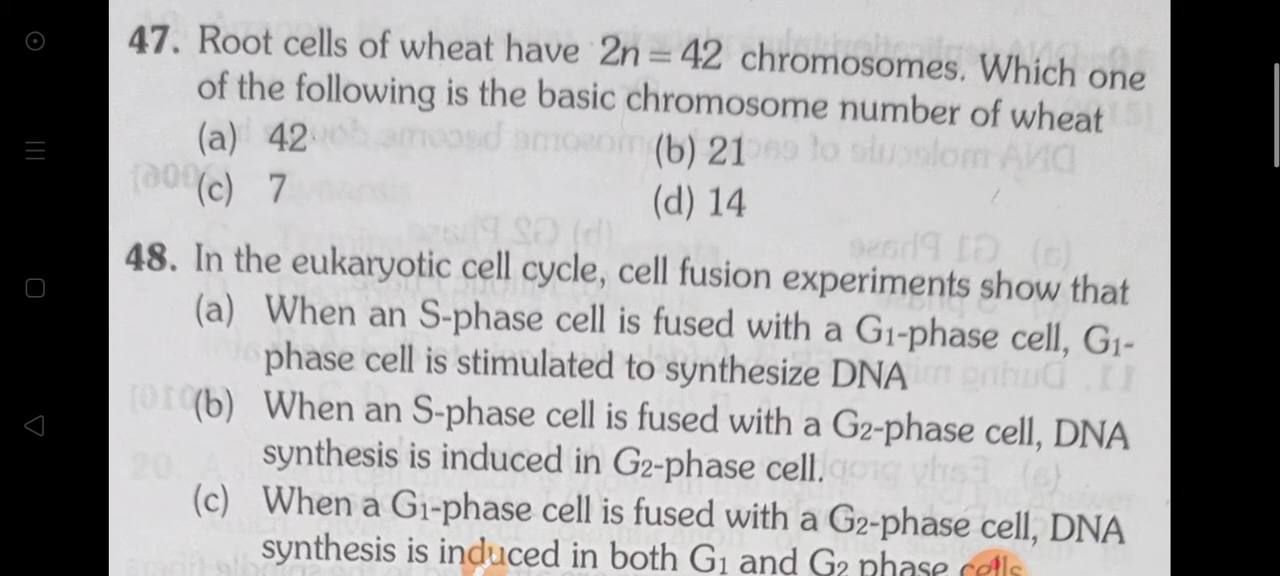 47. Root cells of wheat have 2n = 42 chromosomes. Which one
of the following is the basic chromosome number of wheat
(a) 42 (b) 21
(c) 7 (d) 14
48. In the eukaryotic cell cycle, cell fusion experiments show that
(a) When an S-phase cell is fused with a G1-phase cell, G1-
phase cell is stimulated to synthesize DNA
(b) When an S-phase cell is fused with a G2-phase cell, DNA
synthesis is induced in G2-phase cell.
(c) When a G1-phase cell is fused with a G2-phase cell, DNA
synthesis is induced in both G1 and G2 phase cells